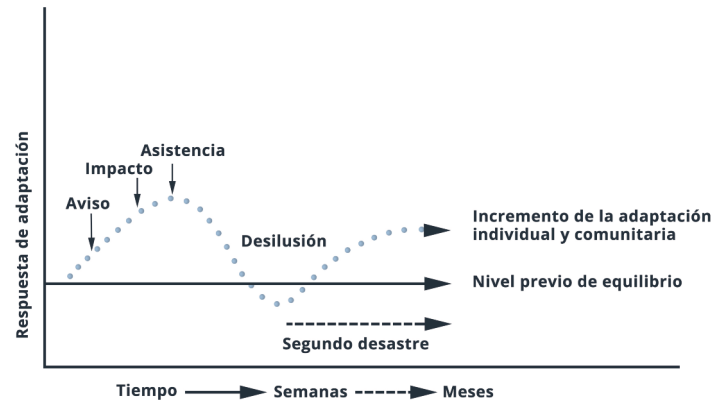 Respuesta de adaptación
Asistencia
Impacto
Aviso
Desilusión
Incremento de la adaptación
individual y comunitaria
Nivel previo de equilibrio
Segundo desastre
Tiempo Semanas Meses